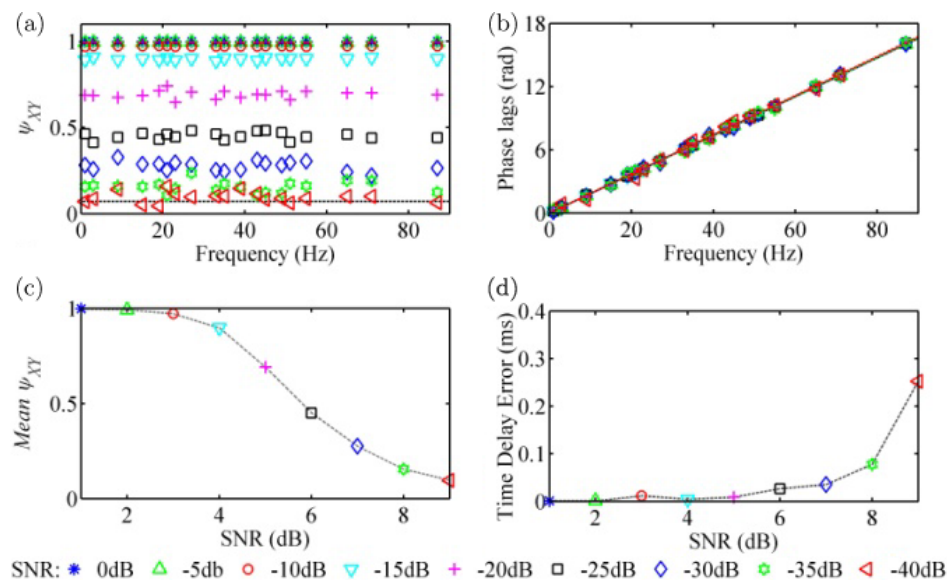 (a)
ψXY
1
0.5
0
0 20 40 60 80
Frequency (Hz)
(b)
Phase lags (rad)
18
12
6
0
0 20 40 60 80
Frequency (Hz)
(c)
Mean ψXY
1
0.5
0
2 4 6 8
SNR (dB)
(d)
Time Delay Error (ms)
0.4
0.3
0.2
0.1
0
2 4 6 8
SNR (dB)
SNR: 0dB -5db -10dB -15dB -20dB -25dB -30dB -35dB -40dB